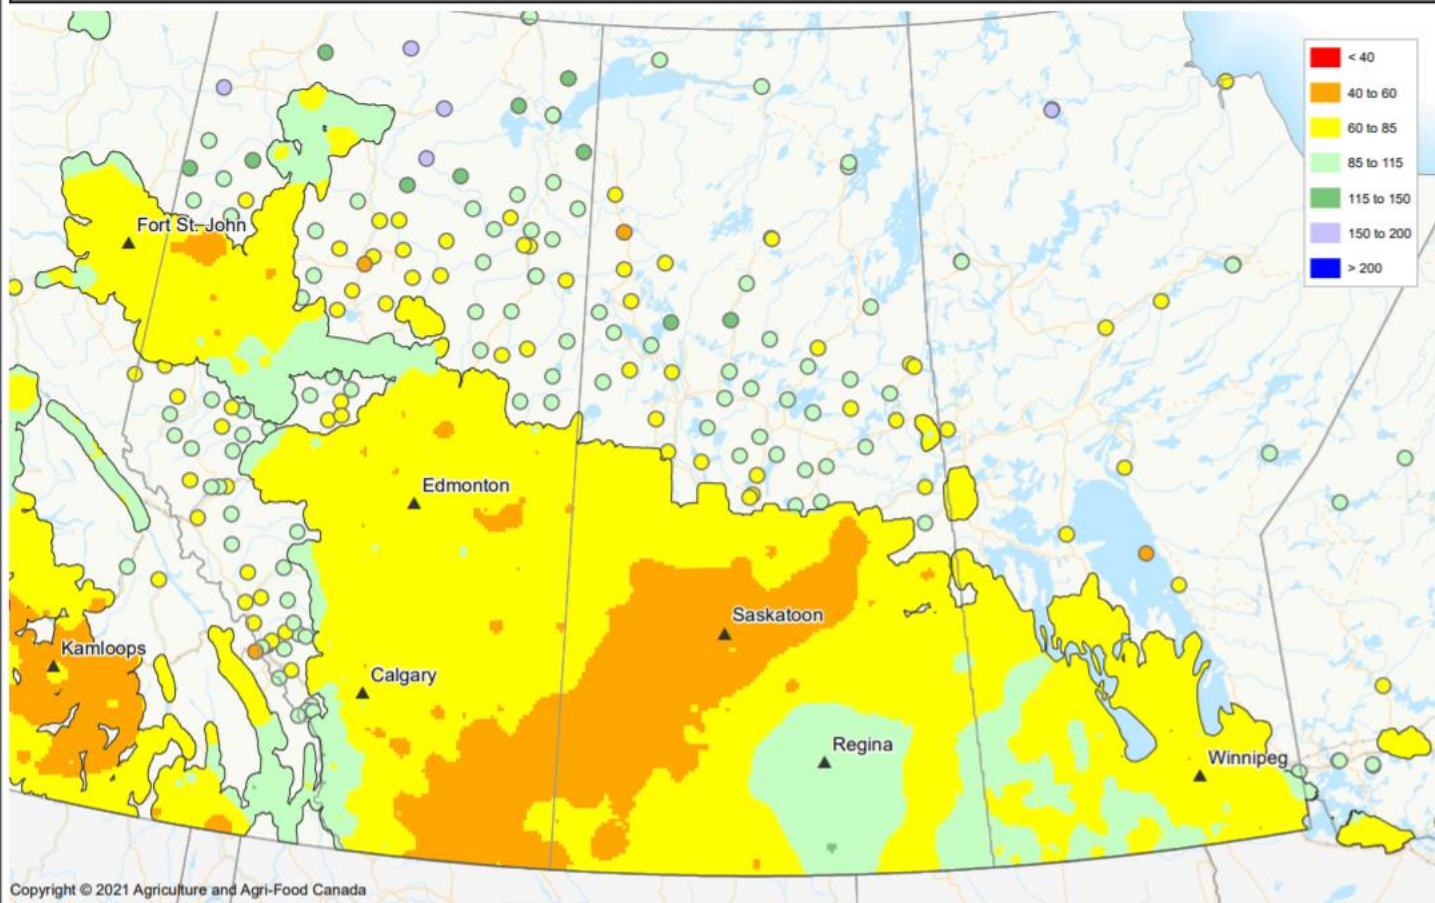 < 40
40 to 60
60 to 85
85 to 115
115 to 150
150 to 200
> 200
Fort St. John
Edmonton
Saskatoon
Kamloops
Calgary
Regina
Winnipeg
Copyright © 2021 Agriculture and Agri-Food Canada